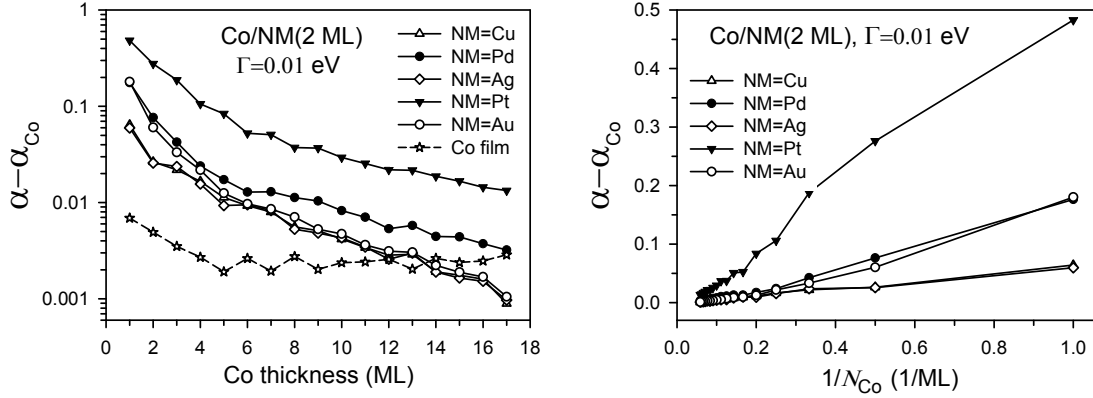 1
0.1
0.01
0.001
α−α_Co
Co/NM(2 ML)
Γ=0.01 eV
NM=Cu
NM=Pd
NM=Ag
NM=Pt
NM=Au
Co film
0 2 4 6 8 10 12 14 16 18
Co thickness (ML)
0.5
0.4
0.3
0.2
0.1
0.0
α−α_Co
Co/NM(2 ML), Γ=0.01 eV
NM=Cu
NM=Pd
NM=Ag
NM=Pt
NM=Au
0.0 0.2 0.4 0.6 0.8 1.0
1/N_Co (1/ML)